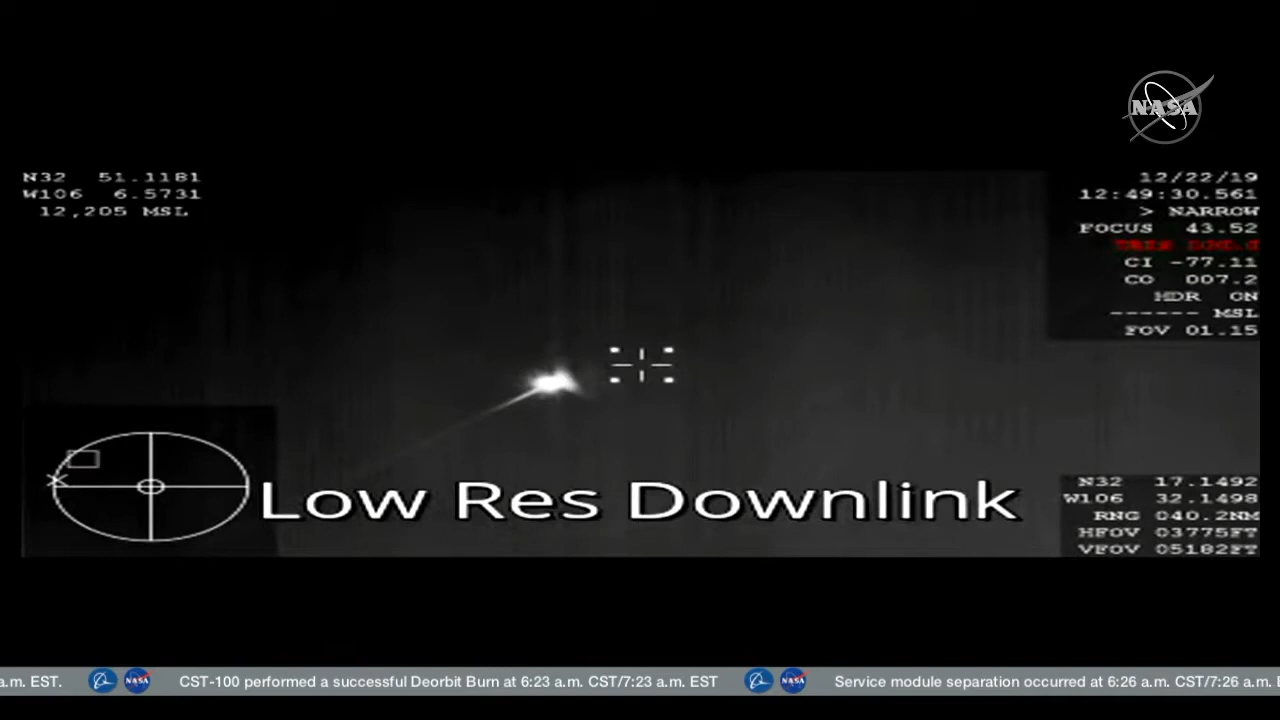 NASA
N32 51.1181
W106 6.5731
12,205 MSL
12/22/19
12:49:30.561
> NARROW
FOCUS 43.52
CI -77.11
CO 007.2
HDR ON
------ MSL
FOV 01.15
Low Res Downlink
N32 17.1492
W106 32.1498
RNG 040.2NM
HFOV 03775FT
VFOV 05182FT
a.m. EST. NASA CST-100 performed a successful Deorbit Burn at 6:23 a.m. CST/7:23 a.m. EST NASA Service module separation occurred at 6:26 a.m. CST/7:26 a.m. E